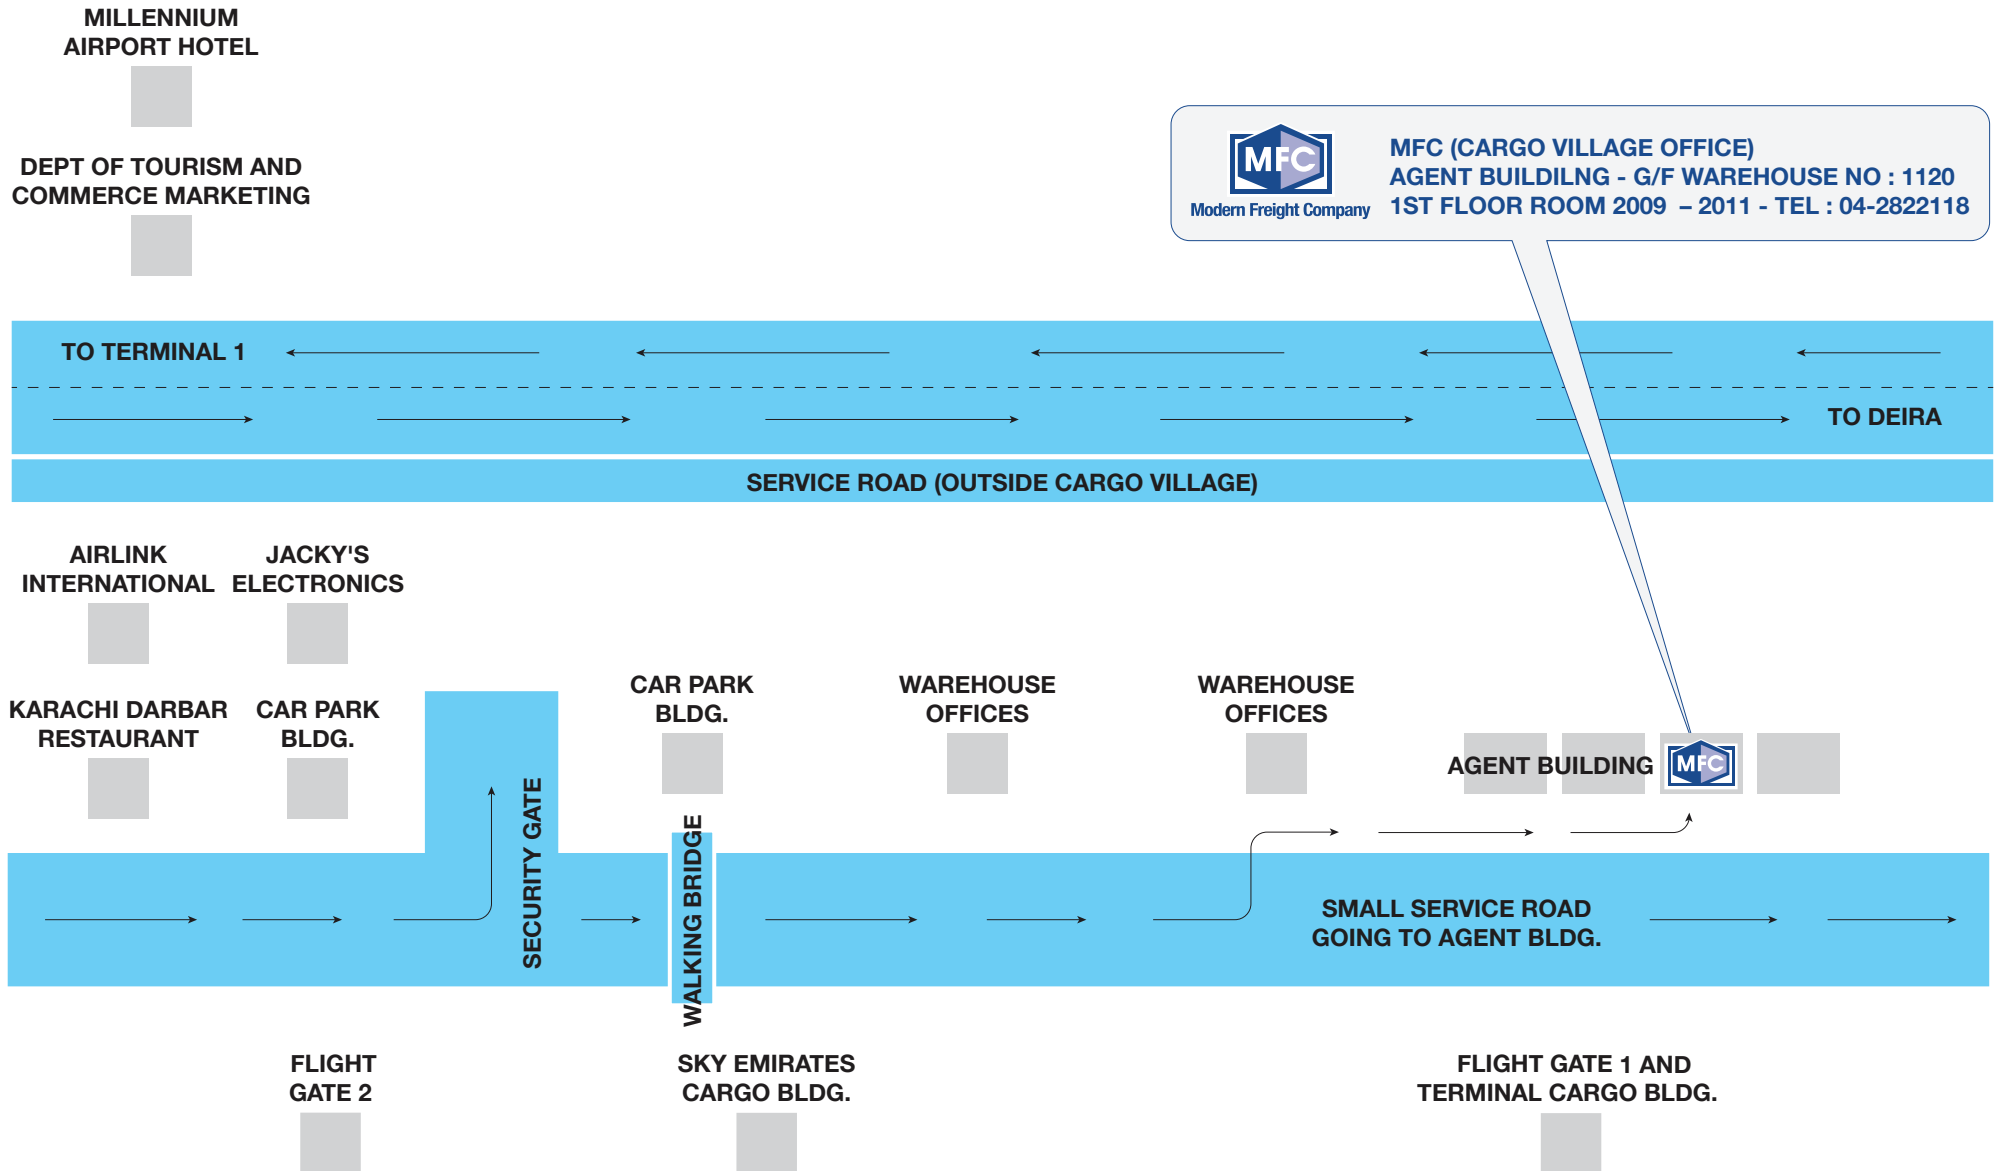 MILLENNIUM
AIRPORT HOTEL
DEPT OF TOURISM AND
COMMERCE MARKETING
MFC
Modern Freight Company
MFC (CARGO VILLAGE OFFICE)
AGENT BUILDILNG - G/F WAREHOUSE NO : 1120
1ST FLOOR ROOM 2009 – 2011 - TEL : 04-2822118
TO TERMINAL 1
TO DEIRA
SERVICE ROAD (OUTSIDE CARGO VILLAGE)
AIRLINK
INTERNATIONAL
JACKY'S
ELECTRONICS
KARACHI DARBAR
RESTAURANT
CAR PARK
BLDG.
SECURITY GATE
CAR PARK
BLDG.
WALKING BRIDGE
WAREHOUSE
OFFICES
WAREHOUSE
OFFICES
AGENT BUILDING
MFC
SMALL SERVICE ROAD
GOING TO AGENT BLDG.
FLIGHT
GATE 2
SKY EMIRATES
CARGO BLDG.
FLIGHT GATE 1 AND
TERMINAL CARGO BLDG.